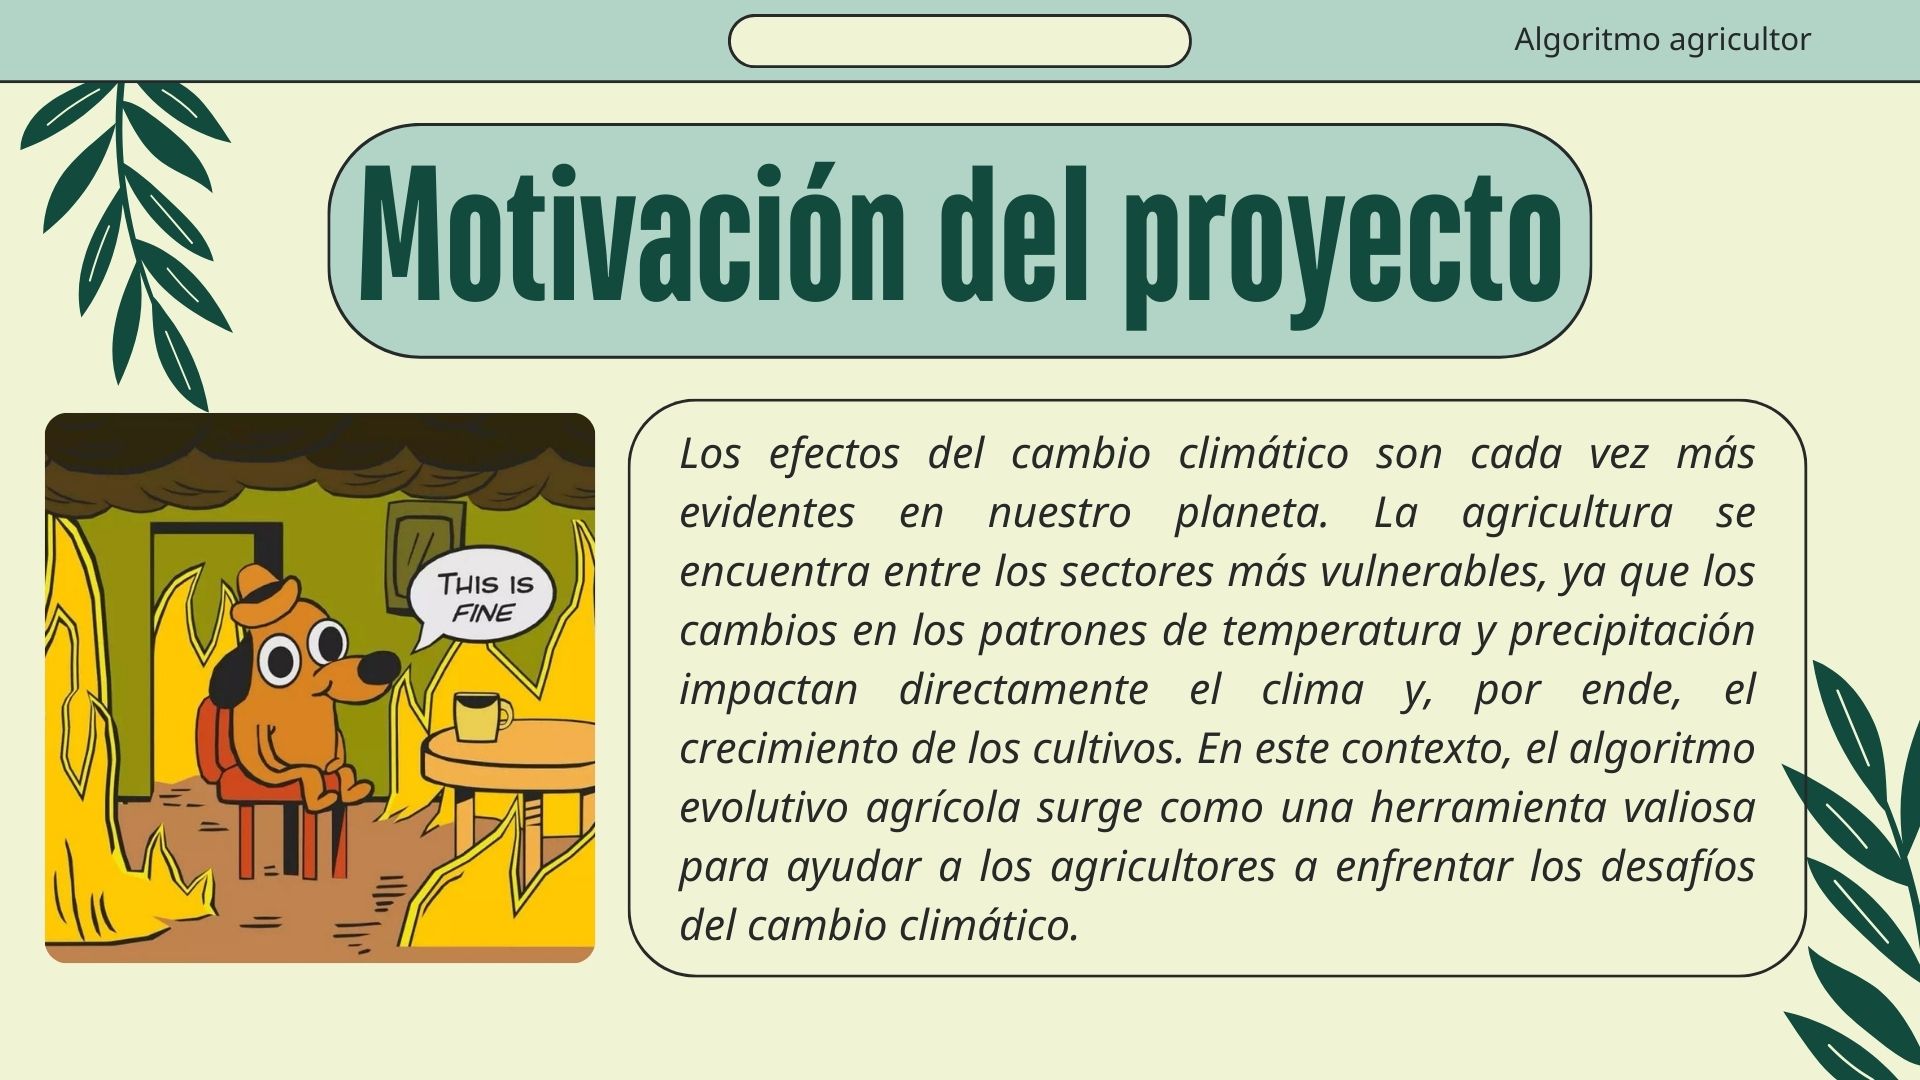 Algoritmo agricultor
Motivación del proyecto
THIS IS
FINE
Los efectos del cambio climático son cada vez más
evidentes en nuestro planeta. La agricultura se
encuentra entre los sectores más vulnerables, ya que los
cambios en los patrones de temperatura y precipitación
impactan directamente el clima y, por ende, el
crecimiento de los cultivos. En este contexto, el algoritmo
evolutivo agrícola surge como una herramienta valiosa
para ayudar a los agricultores a enfrentar los desafíos
del cambio climático.